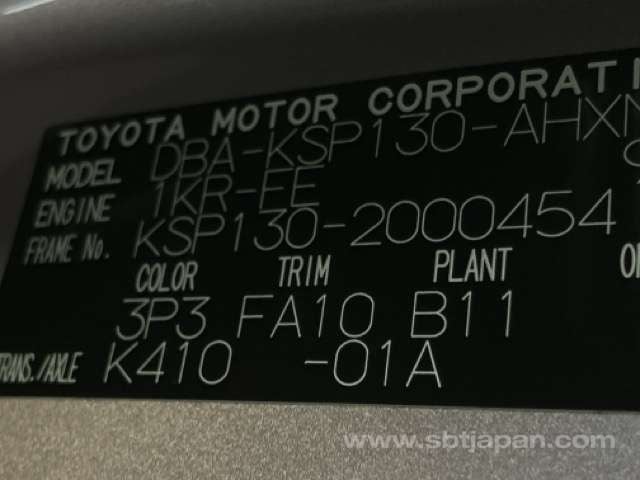 TOYOTA MOTOR CORPORATI
MODEL DBA-KSP130-AHXN
ENGINE 1KR-FE
FRAME No. KSP130-2000454
COLOR TRIM PLANT
3P3 FA10 B11
TRANS./AXLE K410 -01A
www.sbtjapan.com